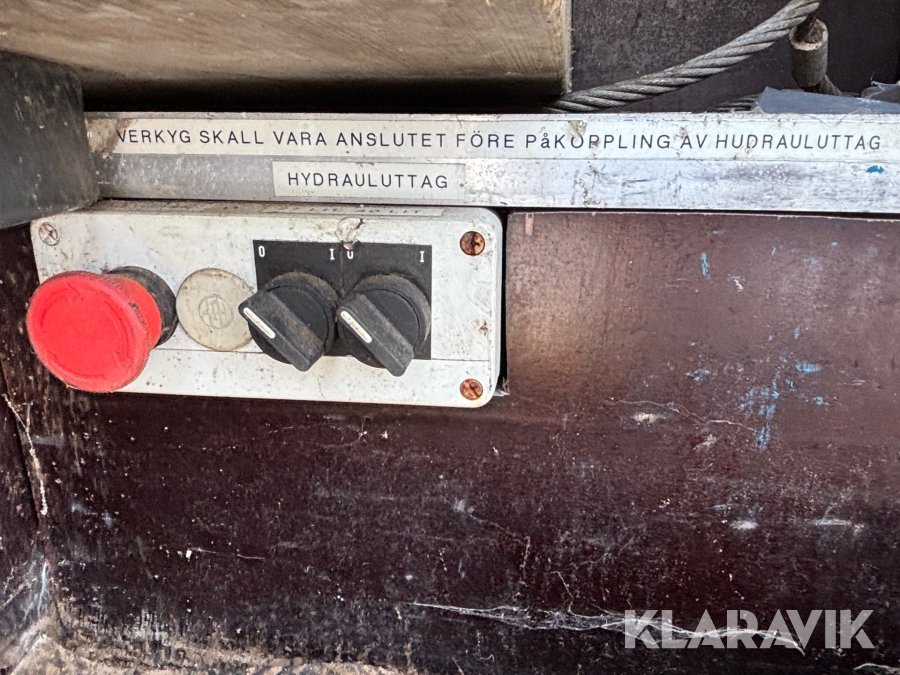 VERKYG SKALL VARA ANSLUTET FÖRE PåKOPPLING AV HUDRAULUTTAG
HYDRAULUTTAG
0 I 0 I
KLARAVIK